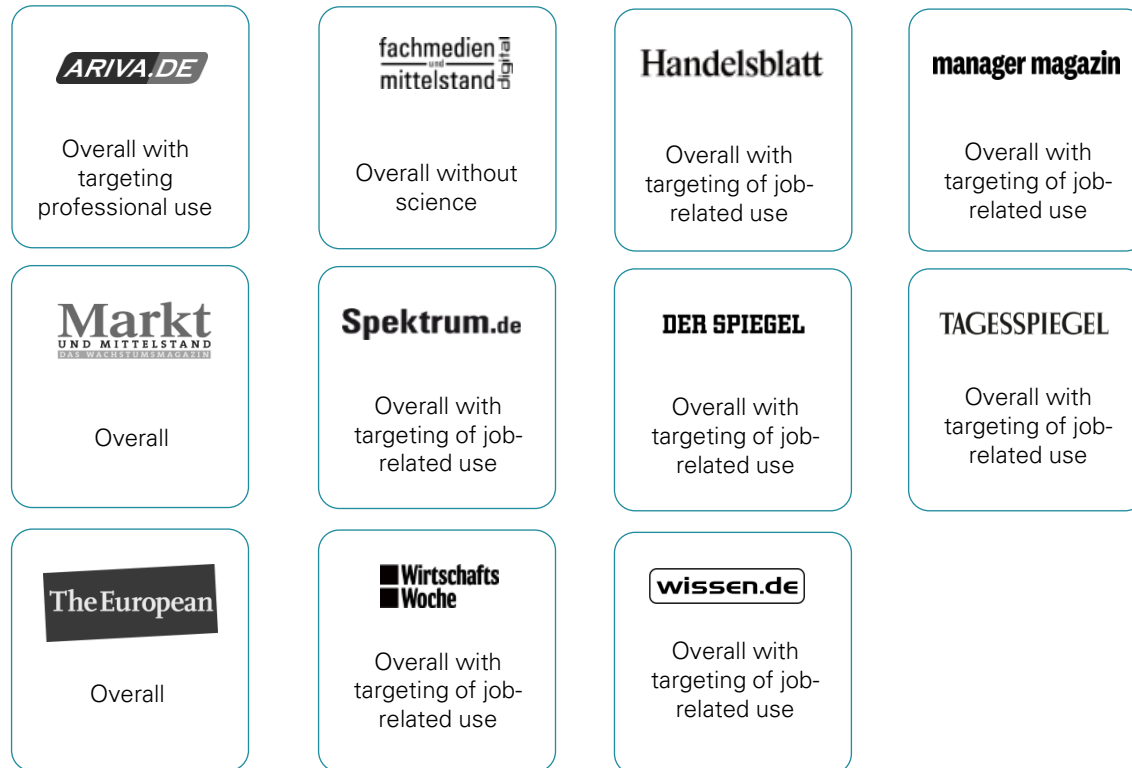 ARIVA.DE
Overall with
targeting
professional use
fachmedien
und
mittelstand
digital
Overall without
science
Handelsblatt
Overall with
targeting of job-
related use
manager magazin
Overall with
targeting of job-
related use
Markt
UND MITTELSTAND
DAS WACHSTUMSMAGAZIN
Overall
Spektrum.de
Overall with
targeting of job-
related use
DER SPIEGEL
Overall with
targeting of job-
related use
TAGESSPIEGEL
Overall with
targeting of job-
related use
The European
Overall
Wirtschafts
Woche
Overall with
targeting of job-
related use
wissen.de
Overall with
targeting of job-
related use